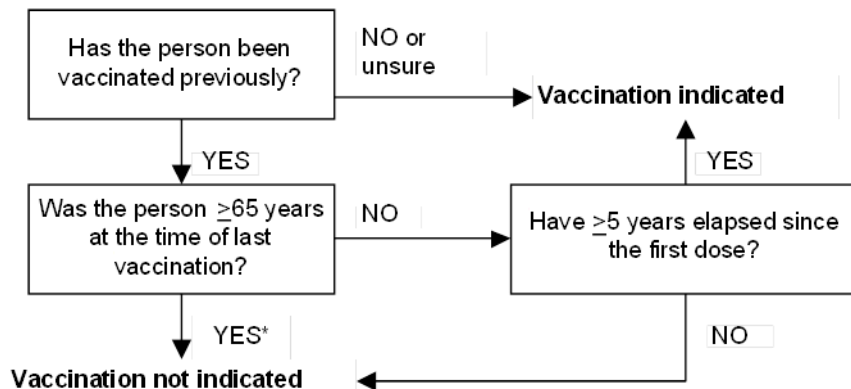 Has the person been
vaccinated previously?
NO or
unsure
Vaccination indicated
YES
YES
Was the person ≥65 years
at the time of last
vaccination?
NO
Have ≥5 years elapsed since
the first dose?
YES*
NO
Vaccination not indicated